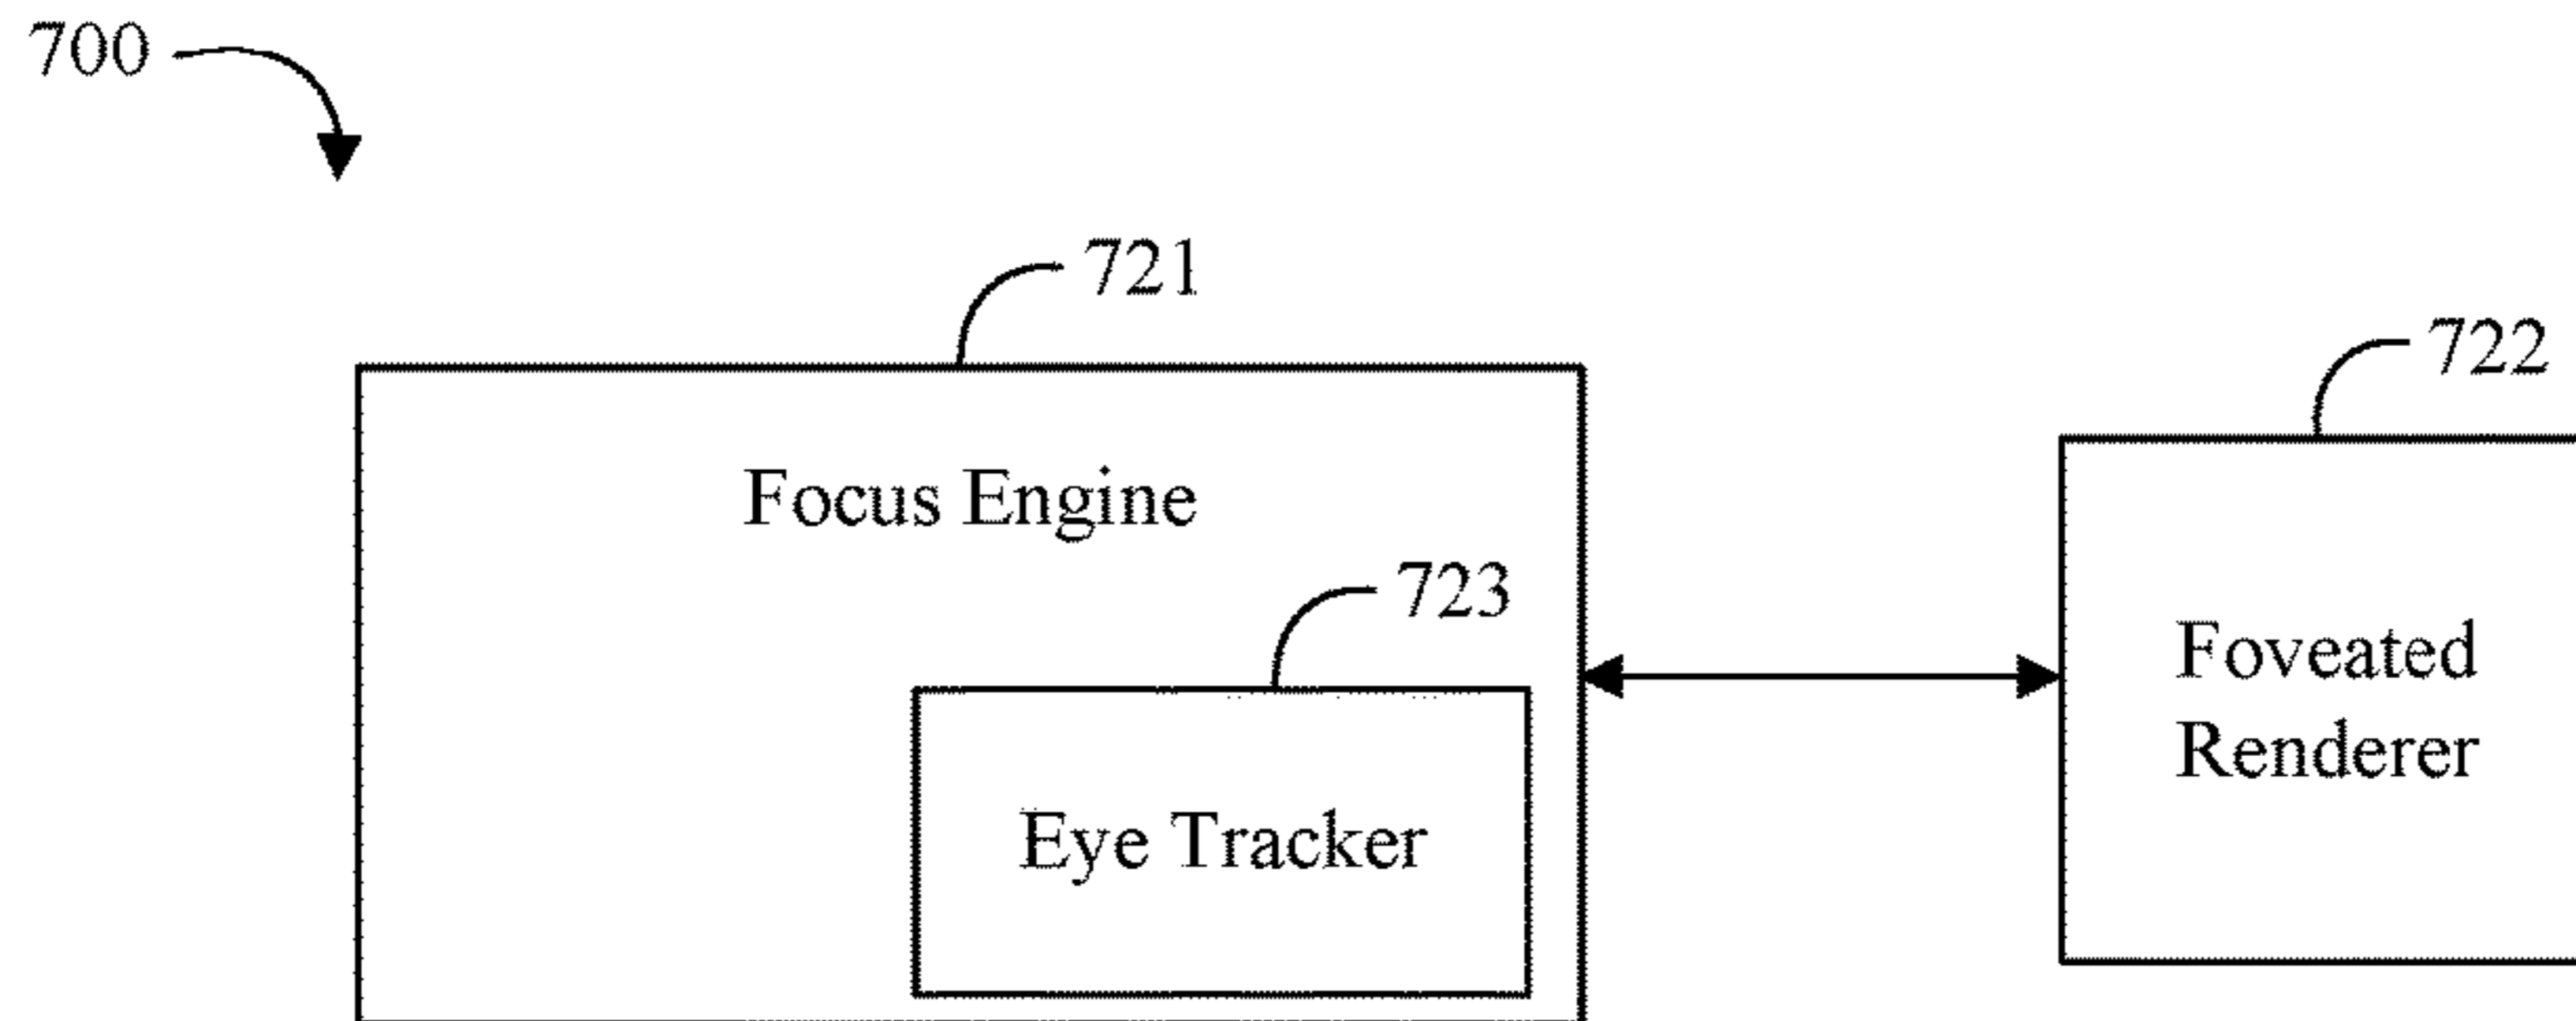 700
721
722
Focus Engine
723
Foveated
Renderer
Eye Tracker